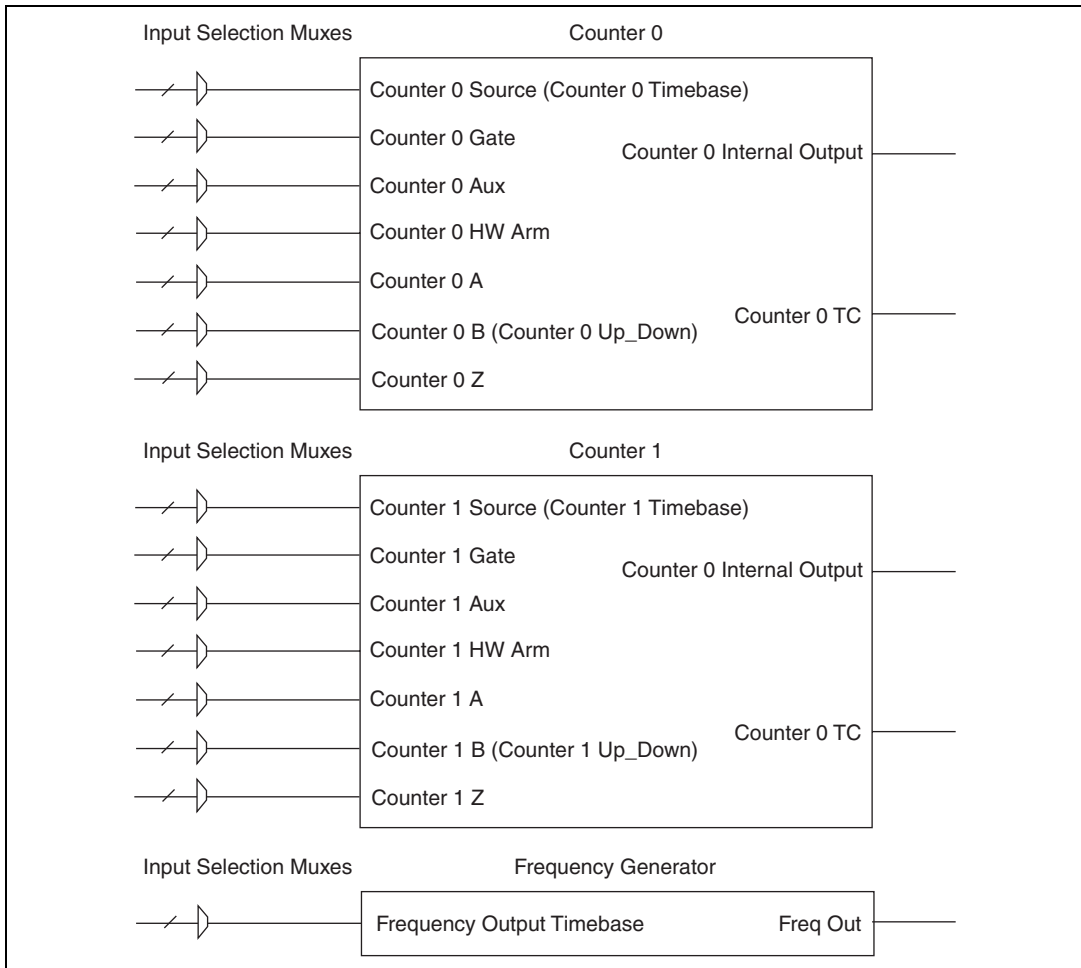 Input Selection Muxes
Counter 0
Counter 0 Source (Counter 0 Timebase)
Counter 0 Gate
Counter 0 Internal Output
Counter 0 Aux
Counter 0 HW Arm
Counter 0 A
Counter 0 TC
Counter 0 B (Counter 0 Up_Down)
Counter 0 Z
Input Selection Muxes
Counter 1
Counter 1 Source (Counter 1 Timebase)
Counter 1 Gate
Counter 0 Internal Output
Counter 1 Aux
Counter 1 HW Arm
Counter 1 A
Counter 0 TC
Counter 1 B (Counter 1 Up_Down)
Counter 1 Z
Input Selection Muxes
Frequency Generator
Frequency Output Timebase
Freq Out